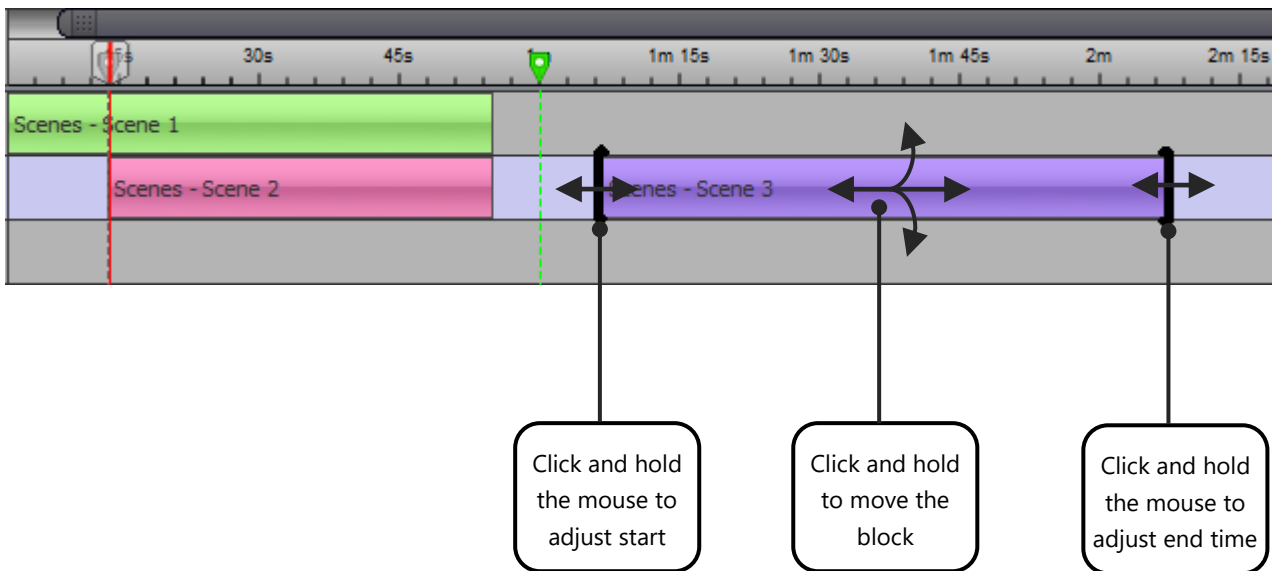 30s 45s 1m 15s 1m 30s 1m 45s 2m 2m 15s
Scenes - Scene 1
Scenes - Scene 2 Scenes - Scene 3
Click and hold
the mouse to
adjust start
Click and hold
to move the
block
Click and hold
the mouse to
adjust end time